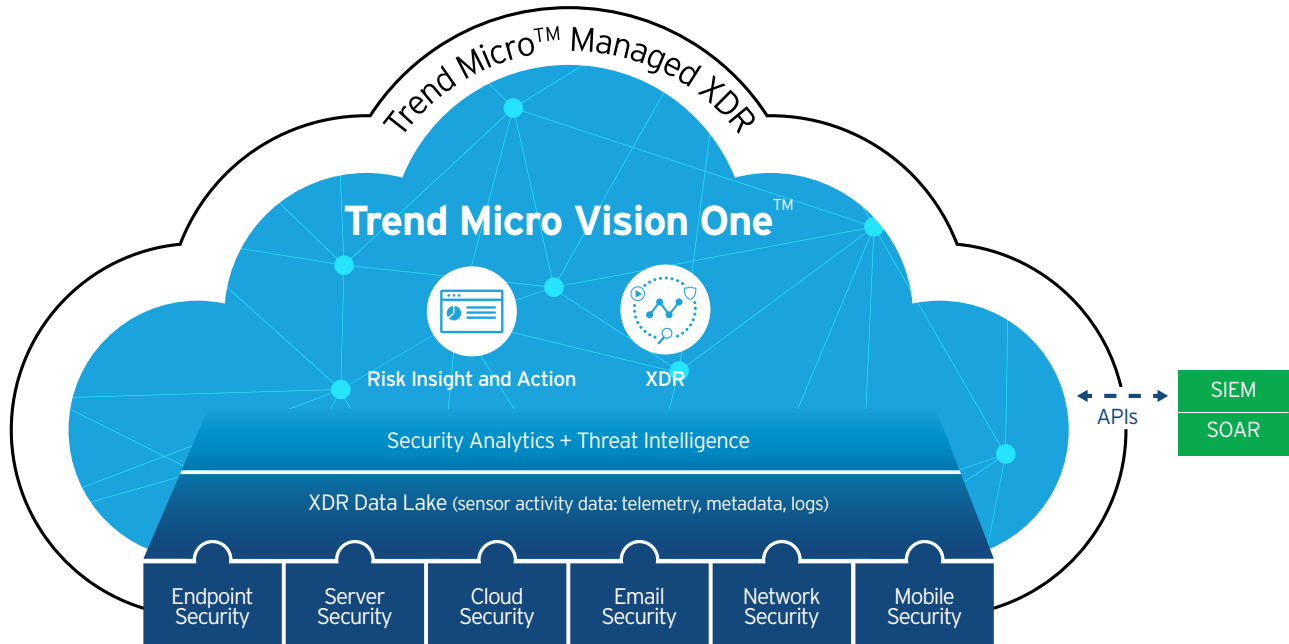 Trend Micro™ Managed XDR
Trend Micro Vision One™
Risk Insight and Action
XDR
Security Analytics + Threat Intelligence
XDR Data Lake (sensor activity data: telemetry, metadata, logs)
Endpoint
Security
Server
Security
Cloud
Security
Email
Security
Network
Security
Mobile
Security
APIs
SIEM
SOAR